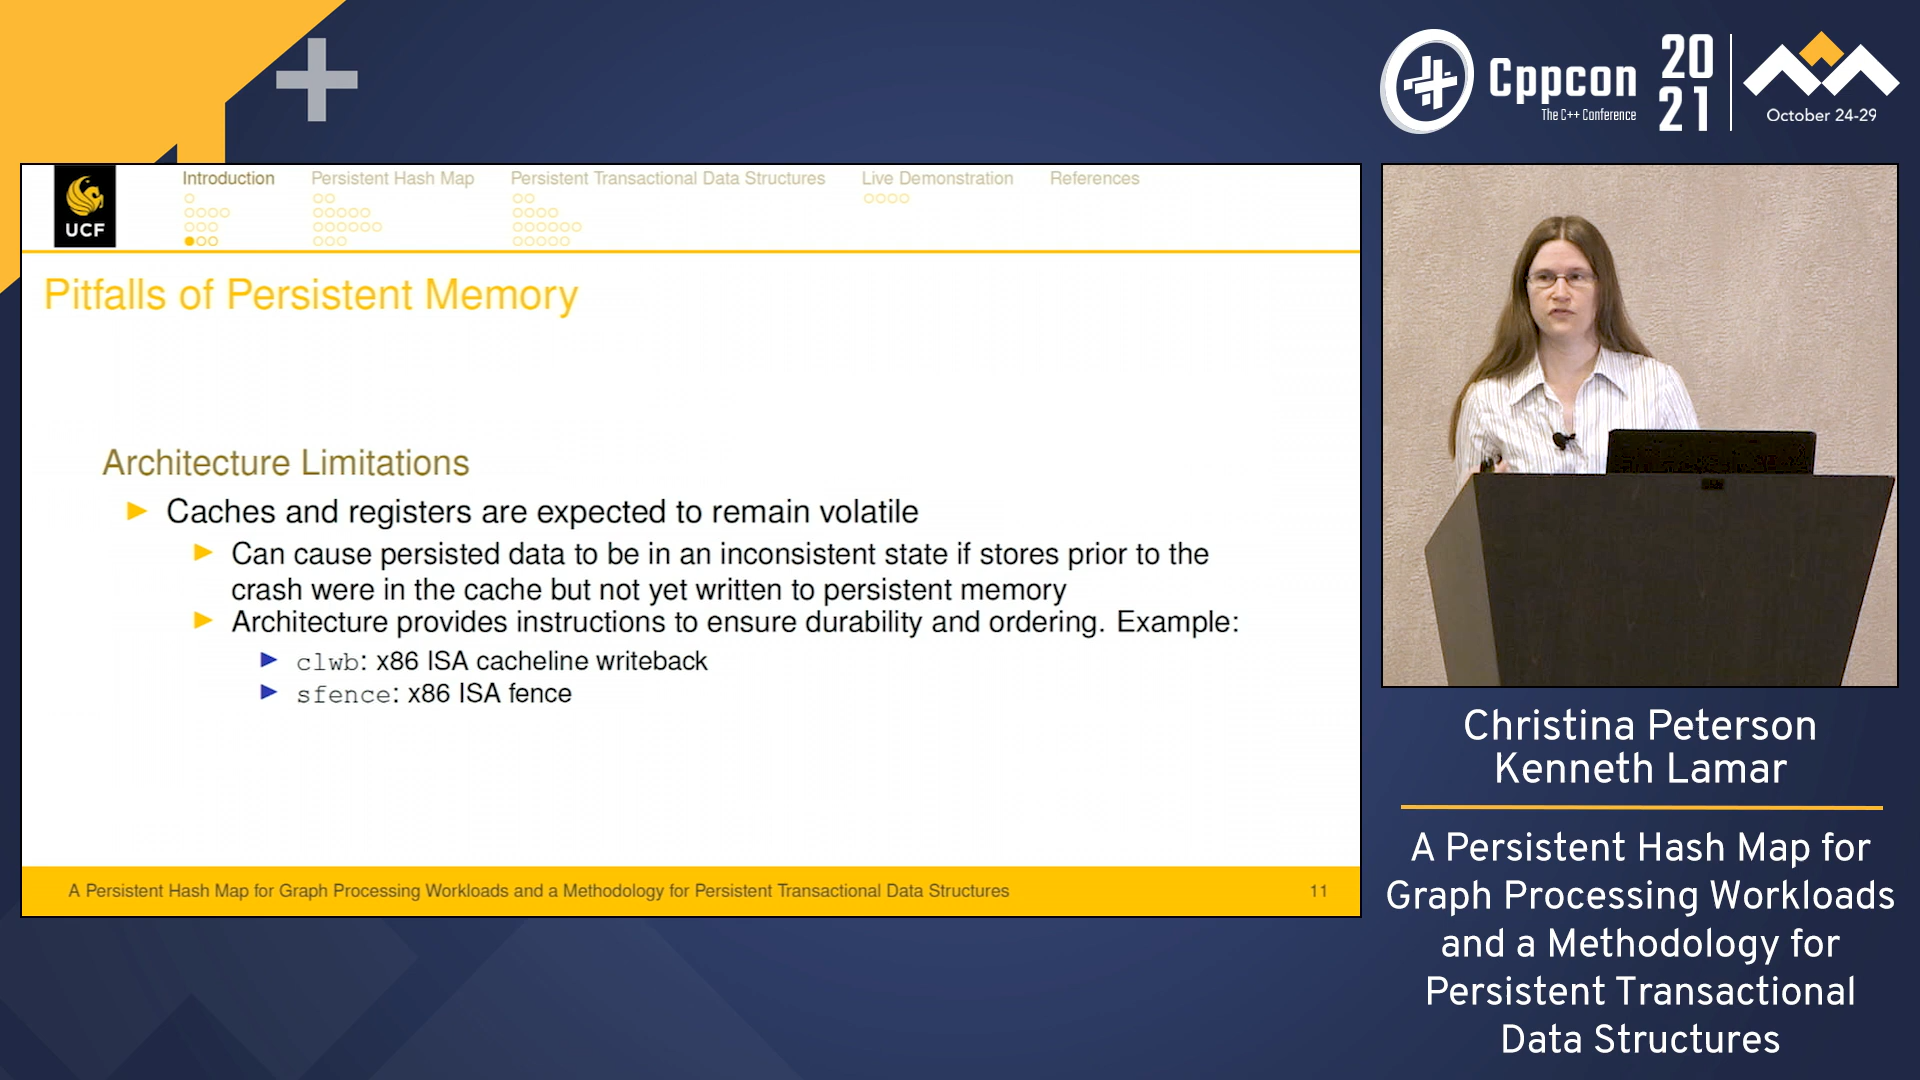 Cppcon
The C++ Conference
20
21
October 24-29
UCF
Introduction
Persistent Hash Map
Persistent Transactional Data Structures
Live Demonstration
References
Pitfalls of Persistent Memory
Architecture Limitations
Caches and registers are expected to remain volatile
Can cause persisted data to be in an inconsistent state if stores prior to the
crash were in the cache but not yet written to persistent memory
Architecture provides instructions to ensure durability and ordering. Example:
clwb: x86 ISA cacheline writeback
sfence: x86 ISA fence
A Persistent Hash Map for Graph Processing Workloads and a Methodology for Persistent Transactional Data Structures
11
Christina Peterson
Kenneth Lamar
A Persistent Hash Map for
Graph Processing Workloads
and a Methodology for
Persistent Transactional
Data Structures